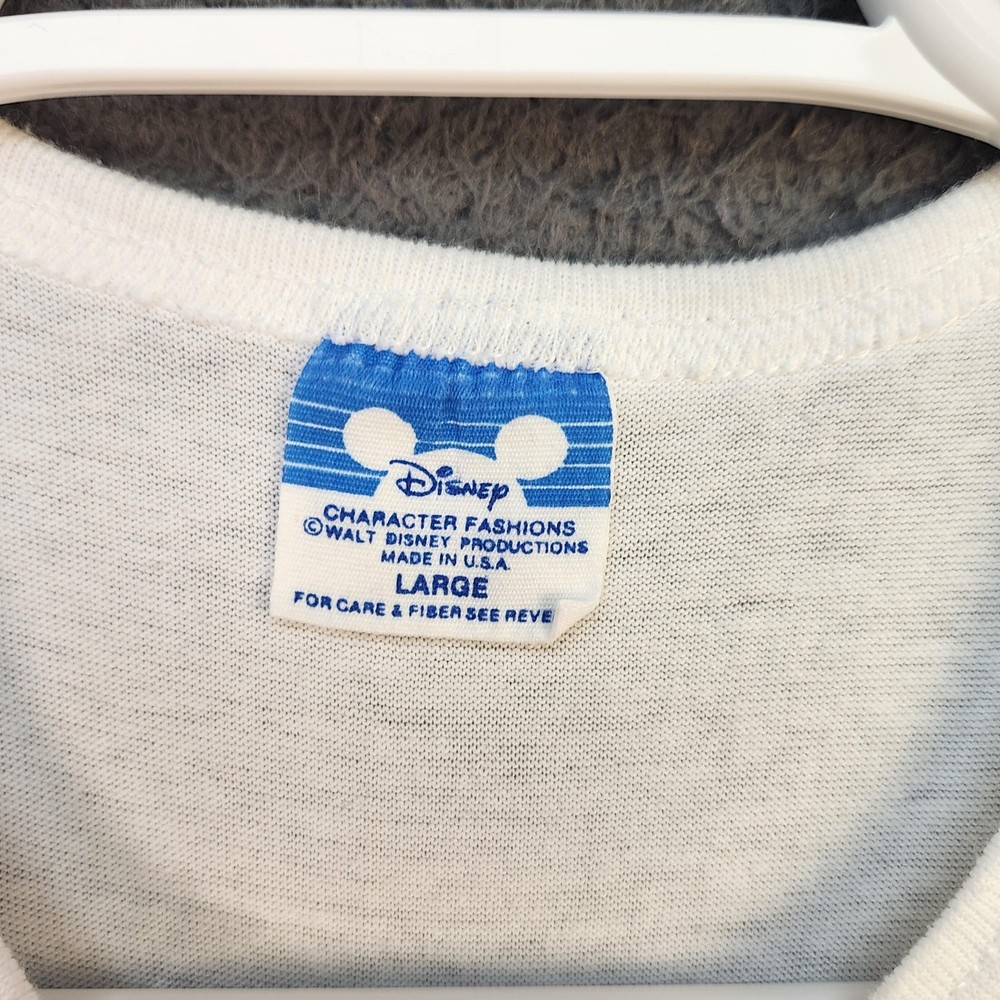 Disney
CHARACTER FASHIONS
©WALT DISNEY PRODUCTIONS
MADE IN U.S.A.
LARGE
FOR CARE & FIBER SEE REVE